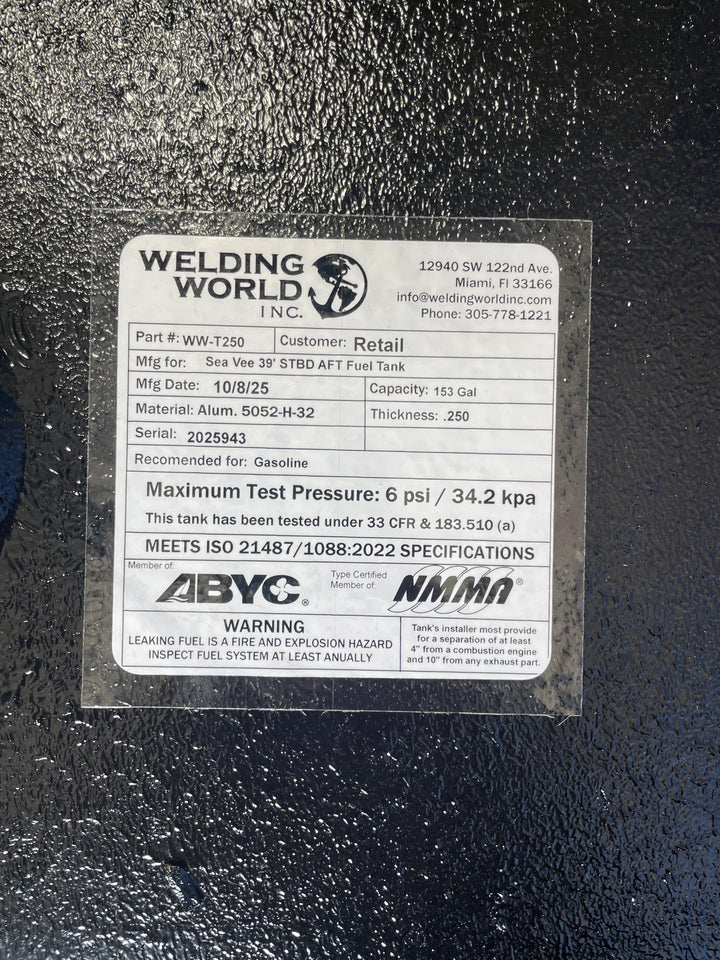 WELDING
WORLD
INC.
12940 SW 122nd Ave.
Miami, Fl 33166
info@weldingworldinc.com
Phone: 305-778-1221
Part #: WW-T250 Customer: Retail
Mfg for: Sea Vee 39' STBD AFT Fuel Tank
Mfg Date: 10/8/25 Capacity: 153 Gal
Material: Alum. 5052-H-32 Thickness: .250
Serial: 2025943
Recomended for: Gasoline
Maximum Test Pressure: 6 psi / 34.2 kpa
This tank has been tested under 33 CFR & 183.510 (a)
MEETS ISO 21487/1088:2022 SPECIFICATIONS
Member of:
ABYC®
Type Certified
Member of:
NMMA®
WARNING
LEAKING FUEL IS A FIRE AND EXPLOSION HAZARD
INSPECT FUEL SYSTEM AT LEAST ANUALLY
Tank's installer most provide
for a separation of at least
4" from a combustion engine
and 10" from any exhaust part.